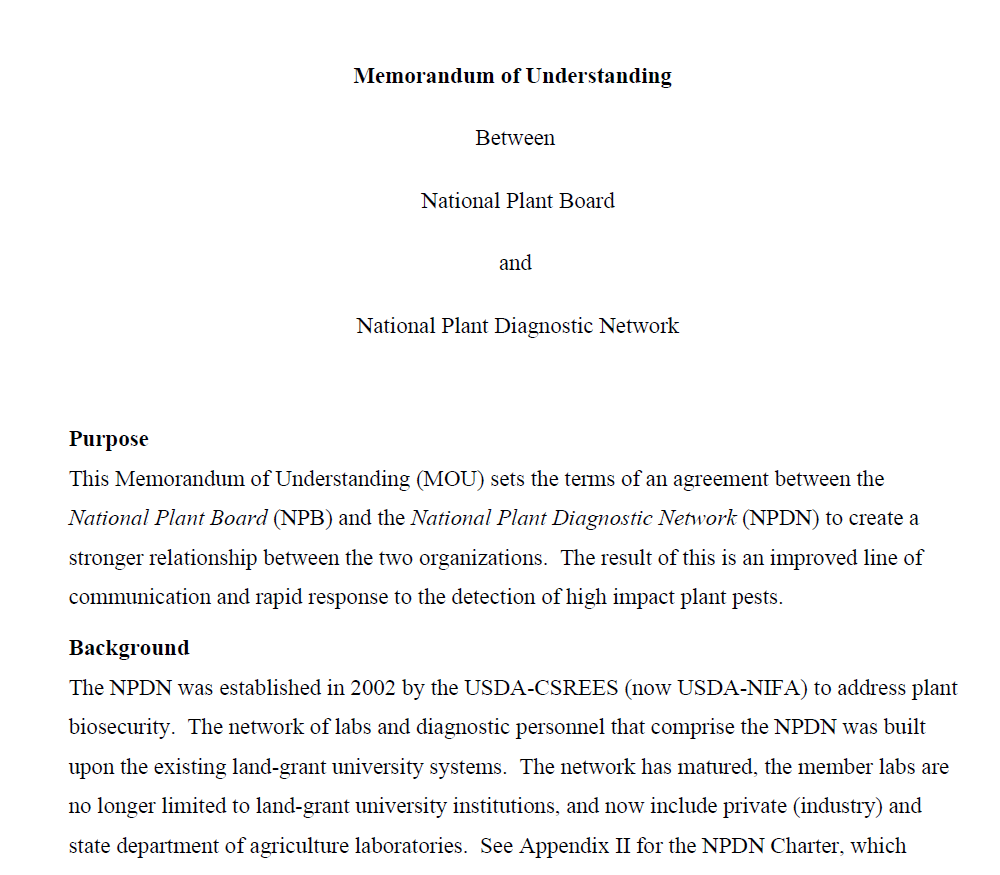 Memorandum of Understanding
Between
National Plant Board
and
National Plant Diagnostic Network
Purpose
This Memorandum of Understanding (MOU) sets the terms of an agreement between the
National Plant Board (NPB) and the National Plant Diagnostic Network (NPDN) to create a
stronger relationship between the two organizations.  The result of this is an improved line of
communication and rapid response to the detection of high impact plant pests.
Background
The NPDN was established in 2002 by the USDA-CSREES (now USDA-NIFA) to address plant
biosecurity.  The network of labs and diagnostic personnel that comprise the NPDN was built
upon the existing land-grant university systems.  The network has matured, the member labs are
no longer limited to land-grant university institutions, and now include private (industry) and
state department of agriculture laboratories.  See Appendix II for the NPDN Charter, which